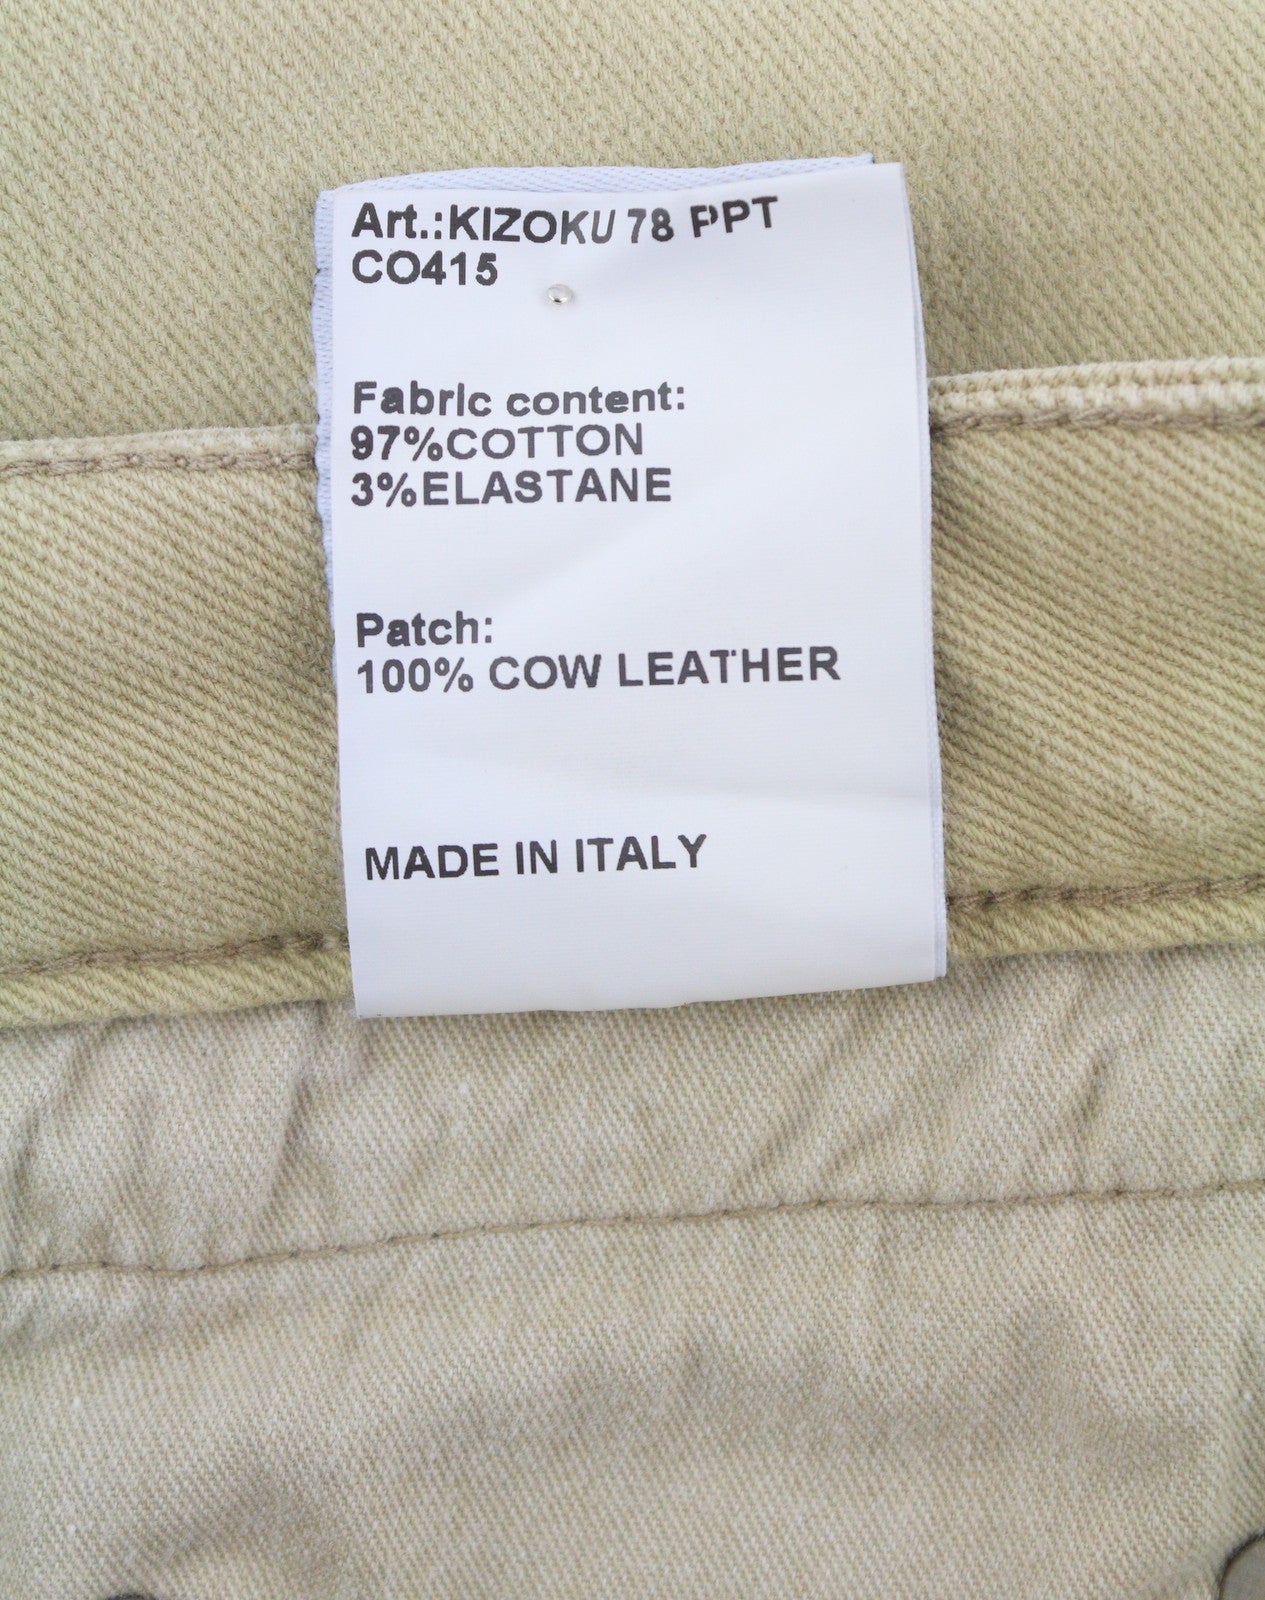 Art.:KIZOKU 78 PPT
CO415
Fabric content:
97%COTTON
3%ELASTANE
Patch:
100% COW LEATHER
MADE IN ITALY